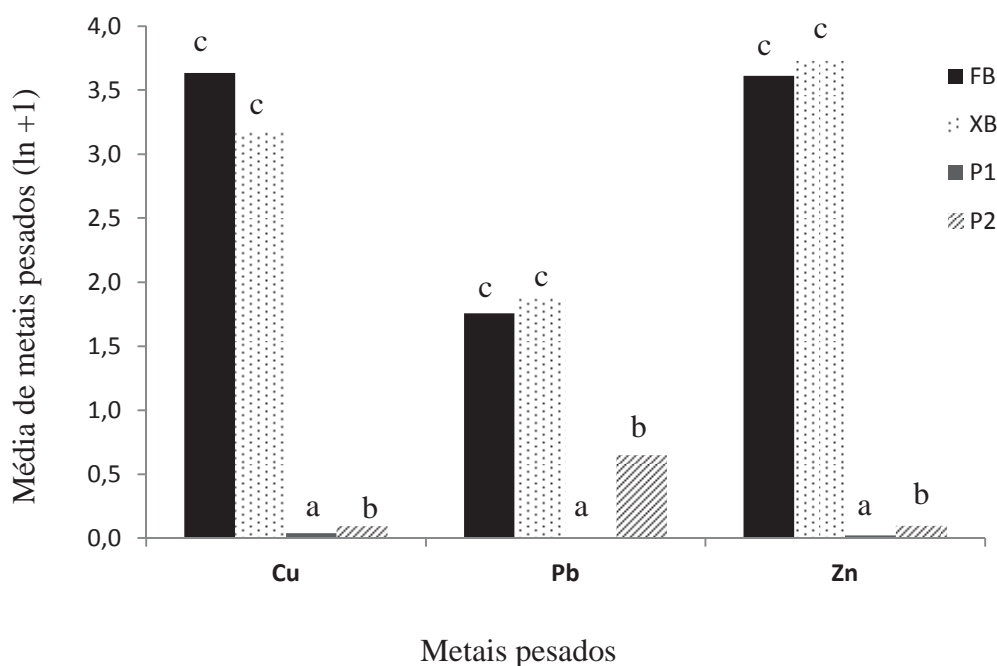 Média de metais pesados (ln +1)
4,0
3,5
3,0
2,5
2,0
1,5
1,0
0,5
0,0
c
c
a
b
c
c
a
b
c
c
a
b
Cu
Pb
Zn
Metais pesados
FB
XB
P1
P2